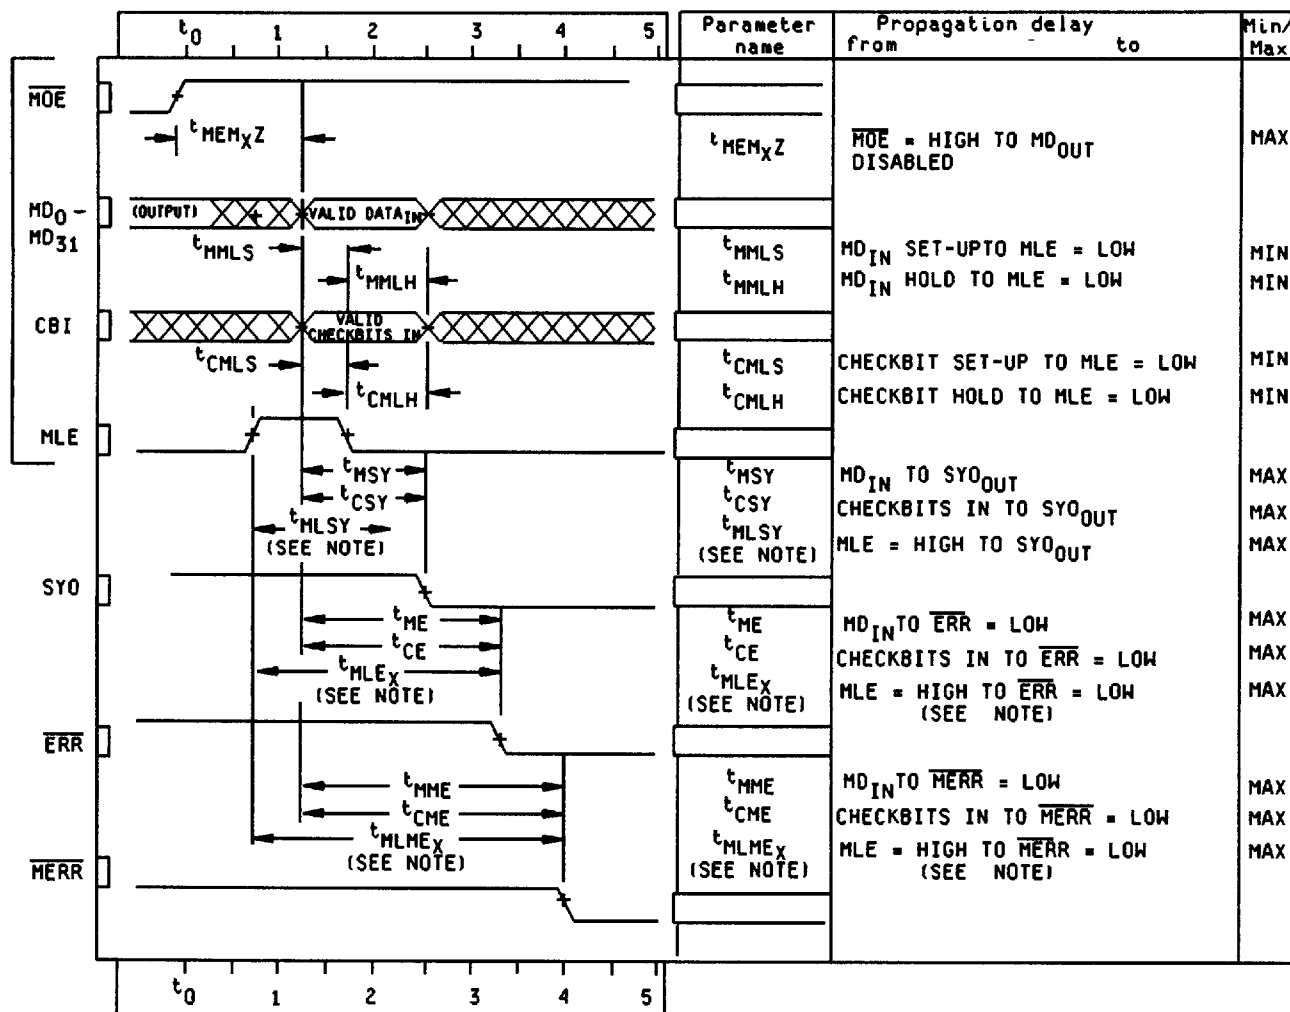 t0 1 2 3 4 5 Parameter name Propagation delay from - to Min/ Max
MOE
tMEMXZ tMEMXZ MOE = HIGH TO MDOUT DISABLED MAX
MD0 - MD31 (OUTPUT) VALID DATAIN
tMMLS tMMLS MDIN SET-UPTO MLE = LOW MIN
tMMLH tMMLH MDIN HOLD TO MLE = LOW MIN
CBI VALID CHECKBITS IN
tCMLS tCMLS CHECKBIT SET-UP TO MLE = LOW MIN
tCMLH tCMLH CHECKBIT HOLD TO MLE = LOW MIN
MLE
tMSY tMSY MDIN TO SYOOUT MAX
tCSY tCSY CHECKBITS IN TO SYOOUT MAX
tMLSY (SEE NOTE) tMLSY (SEE NOTE) MLE = HIGH TO SYOOUT MAX
SYO
tME tME MDIN TO ERR = LOW MAX
tCE tCE CHECKBITS IN TO ERR = LOW MAX
tMLEX (SEE NOTE) tMLEX (SEE NOTE) MLE = HIGH TO ERR = LOW (SEE NOTE) MAX
ERR
tMME tMME MDIN TO MERR = LOW MAX
tCME tCME CHECKBITS IN TO MERR = LOW MAX
tMLMEX (SEE NOTE) tMLMEX (SEE NOTE) MLE = HIGH TO MERR = LOW (SEE NOTE) MAX
MERR
t0 1 2 3 4 5